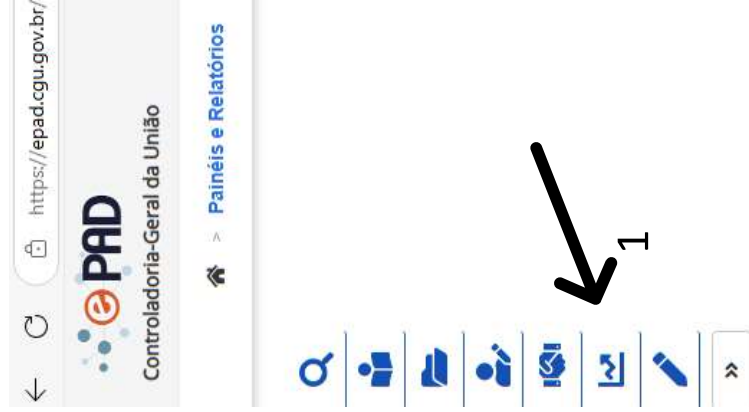 https://epad.cgu.gov.br/
ePAD
Controladoria-Geral da União
> Painéis e Relatórios
1